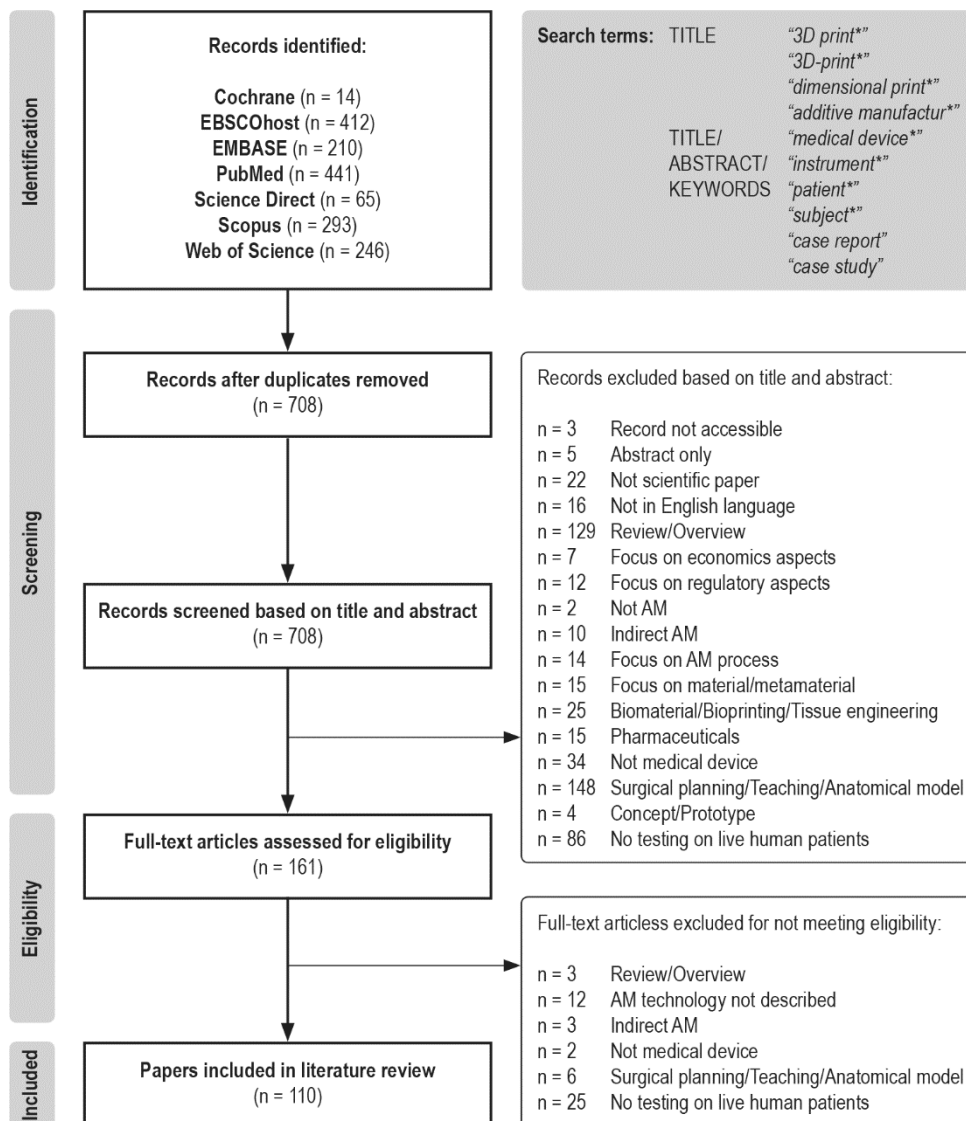 Identification
Records identified:
Cochrane (n = 14)
EBSCOhost (n = 412)
EMBASE (n = 210)
PubMed (n = 441)
Science Direct (n = 65)
Scopus (n = 293)
Web of Science (n = 246)
Search terms: TITLE "3D print*"
"3D-print*"
"dimensional print*"
"additive manufactur*"
TITLE/ "medical device*"
ABSTRACT/ "instrument*"
KEYWORDS "patient*"
"subject*"
"case report"
"case study"
Screening
Records after duplicates removed
(n = 708)
Records screened based on title and abstract
(n = 708)
Records excluded based on title and abstract:
n = 3 Record not accessible
n = 5 Abstract only
n = 22 Not scientific paper
n = 16 Not in English language
n = 129 Review/Overview
n = 7 Focus on economics aspects
n = 12 Focus on regulatory aspects
n = 2 Not AM
n = 10 Indirect AM
n = 14 Focus on AM process
n = 15 Focus on material/metamaterial
n = 25 Biomaterial/Bioprinting/Tissue engineering
n = 15 Pharmaceuticals
n = 34 Not medical device
n = 148 Surgical planning/Teaching/Anatomical model
n = 4 Concept/Prototype
n = 86 No testing on live human patients
Eligibility
Full-text articles assessed for eligibility
(n = 161)
Full-text articless excluded for not meeting eligibility:
n = 3 Review/Overview
n = 12 AM technology not described
n = 3 Indirect AM
n = 2 Not medical device
n = 6 Surgical planning/Teaching/Anatomical model
n = 25 No testing on live human patients
Included
Papers included in literature review
(n = 110)